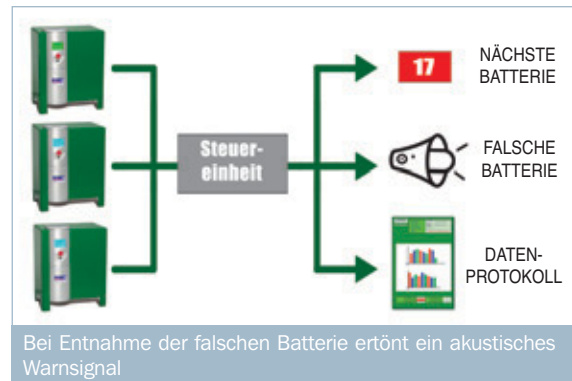 Steuer-
einheit
17
NÄCHSTE
BATTERIE
FALSCHE
BATTERIE
DATEN-
PROTOKOLL
Bei Entnahme der falschen Batterie ertönt ein akustisches
Warnsignal